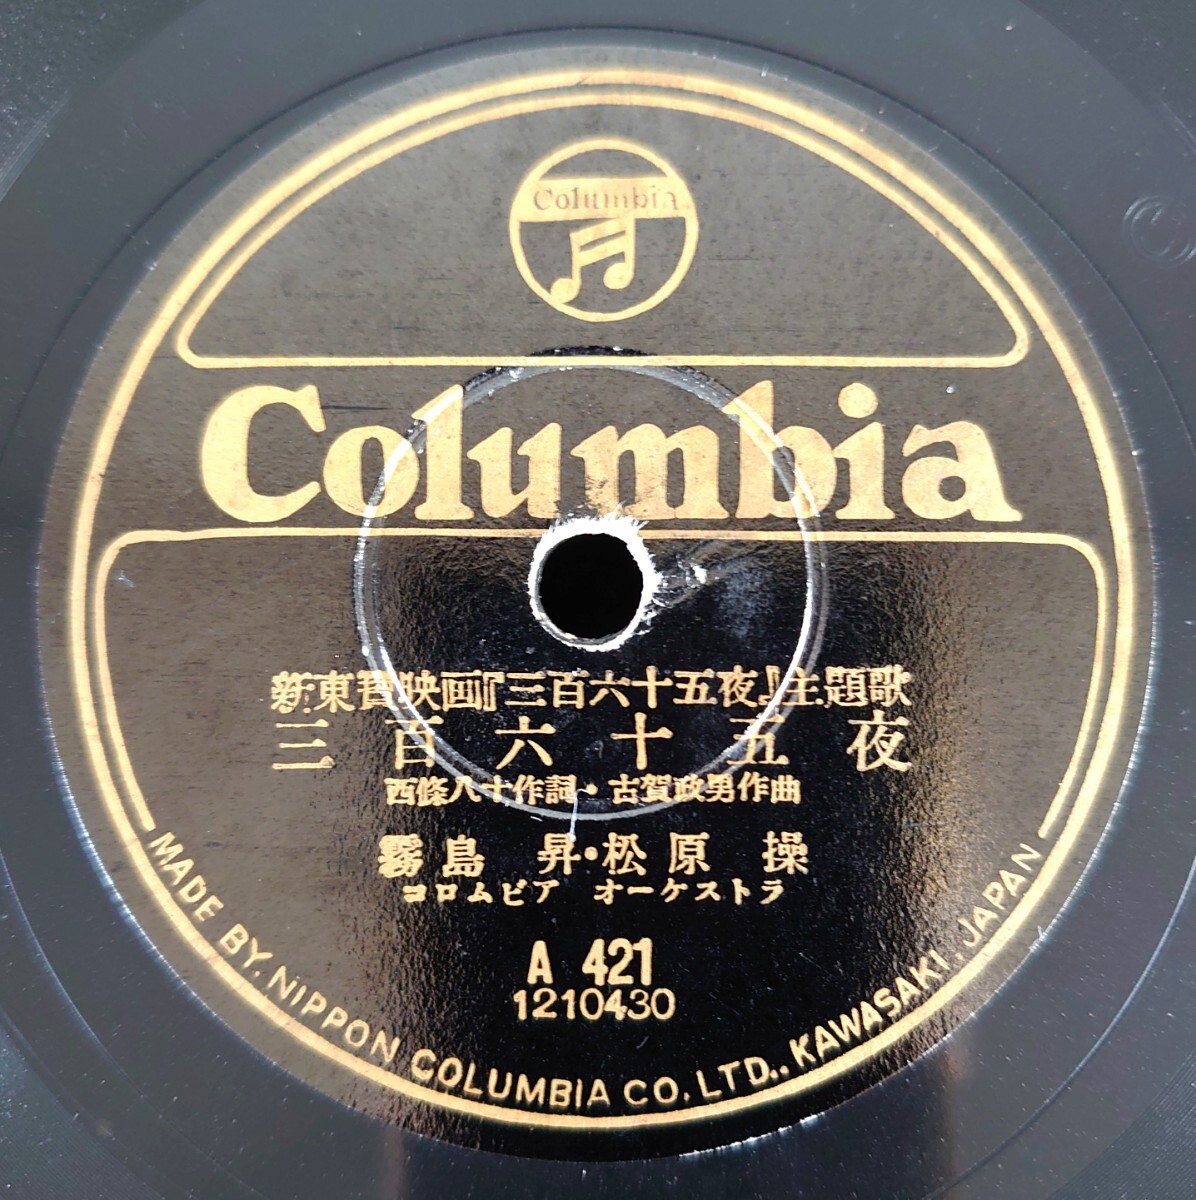 Columbia
Columbia
新東宝映画『三百六十五夜』主題歌
三百六十五夜
西條八十作詞・古賀政男作曲
霧島 昇・松原 操
コロムビア オーケストラ
A 421
1210430
MADE BY, NIPPON COLUMBIA CO., LTD., KAWASAKI, JAPAN
©